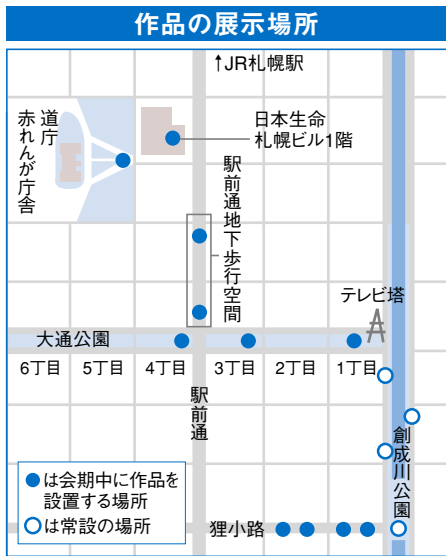 作品の展示場所
↑JR札幌駅
道庁
赤れんが庁舎
日本生命
札幌ビル1階
駅前通地下歩行空間
テレビ塔
大通公園
6丁目
5丁目
4丁目
3丁目
2丁目
1丁目
駅前通
創成川公園
●は会期中に作品を
設置する場所
○は常設の場所
狸小路